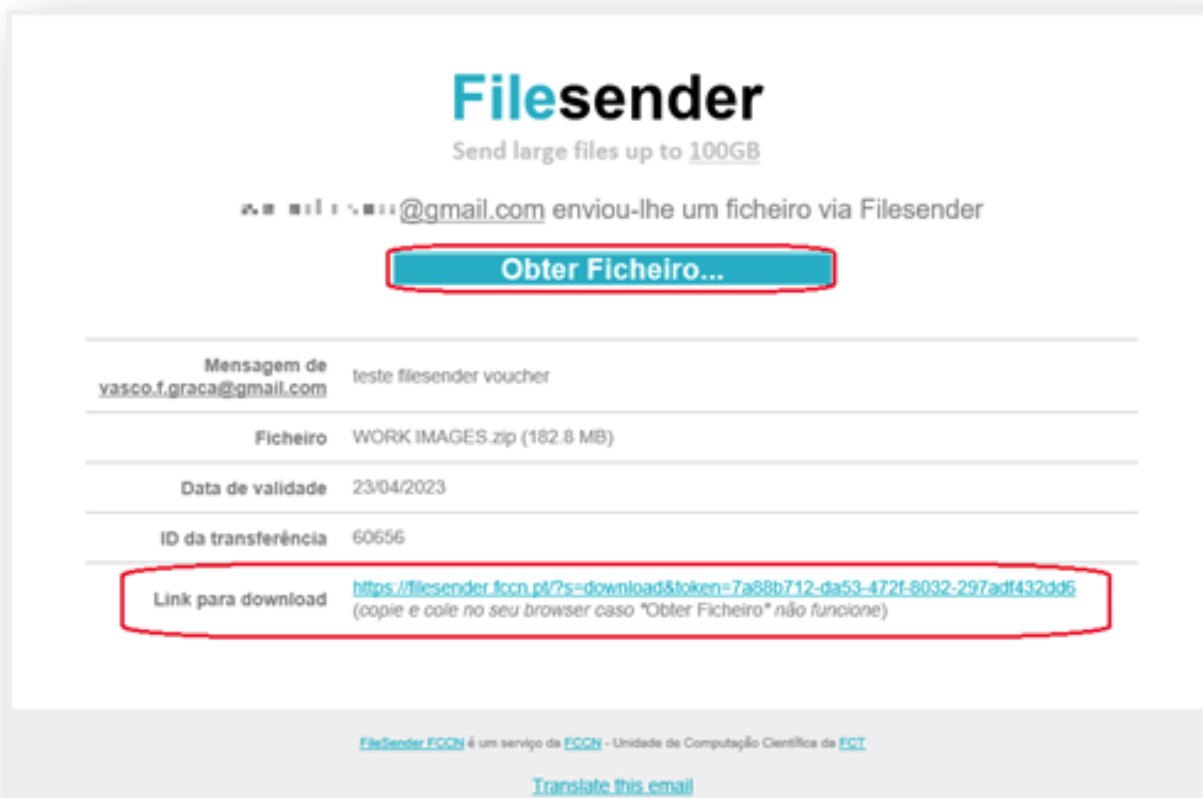 Filesender
Send large files up to 100GB
@gmail.com enviou-lhe um ficheiro via Filesender
Obter Ficheiro...
Mensagem de
vasco.f.graca@gmail.com
teste filesender voucher
Ficheiro WORK IMAGES.zip (182.8 MB)
Data de validade 23/04/2023
ID da transferência 60656
Link para download
https://filesender.fccn.pt/?s=download&token=7a88b712-da53-472f-8032-297adf432dd6
(copie e cole no seu browser caso "Obter Ficheiro" não funcione)
FileSender FCCN é um serviço da FCCN - Unidade de Computação Científica da FCT
Translate this email